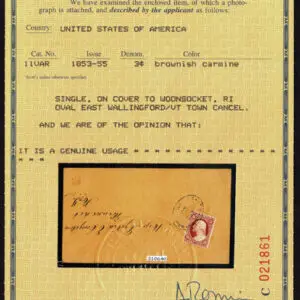 We have examined the enclosed item, of which a photo-
graph is attached, and described by the applicant as follows:
Country: UNITED STATES OF AMERICA
Cat. No. Issue Denom. Color
11VAR 1853-55 3¢ brownish carmine
SINGLE, ON COVER TO WOONSOCKET, RI
OVAL EAST WALLINGFORD/VT TOWN CANCEL.
AND WE ARE OF THE OPINION THAT:
IT IS A GENUINE USAGE
C 021861